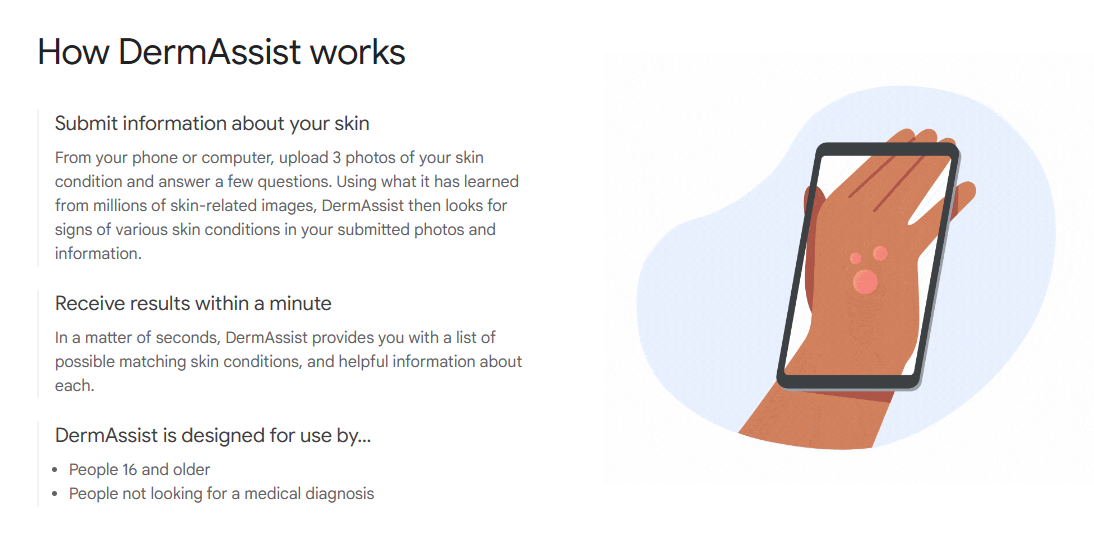 How DermAssist works
Submit information about your skin
From your phone or computer, upload 3 photos of your skin
condition and answer a few questions. Using what it has learned
from millions of skin-related images, DermAssist then looks for
signs of various skin conditions in your submitted photos and
information.
Receive results within a minute
In a matter of seconds, DermAssist provides you with a list of
possible matching skin conditions, and helpful information about
each.
DermAssist is designed for use by...
• People 16 and older
• People not looking for a medical diagnosis